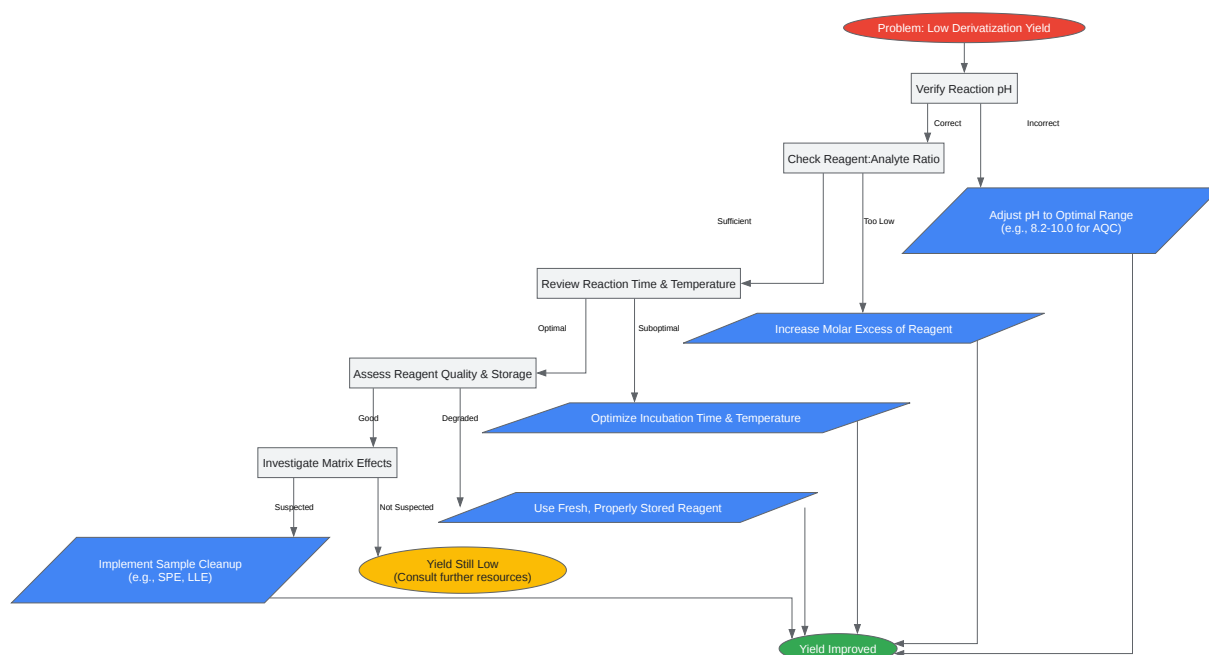 Problem: Low Derivatization Yield
Verify Reaction pH
Correct
Incorrect
Check Reagent:Analyte Ratio
Sufficient
Too Low
Adjust pH to Optimal Range
(e.g., 8.2-10.0 for AQC)
Review Reaction Time & Temperature
Optimal
Suboptimal
Increase Molar Excess of Reagent
Assess Reagent Quality & Storage
Good
Degraded
Optimize Incubation Time & Temperature
Investigate Matrix Effects
Suspected
Not Suspected
Use Fresh, Properly Stored Reagent
Implement Sample Cleanup
(e.g., SPE, LLE)
Yield Still Low
(Consult further resources)
Yield Improved